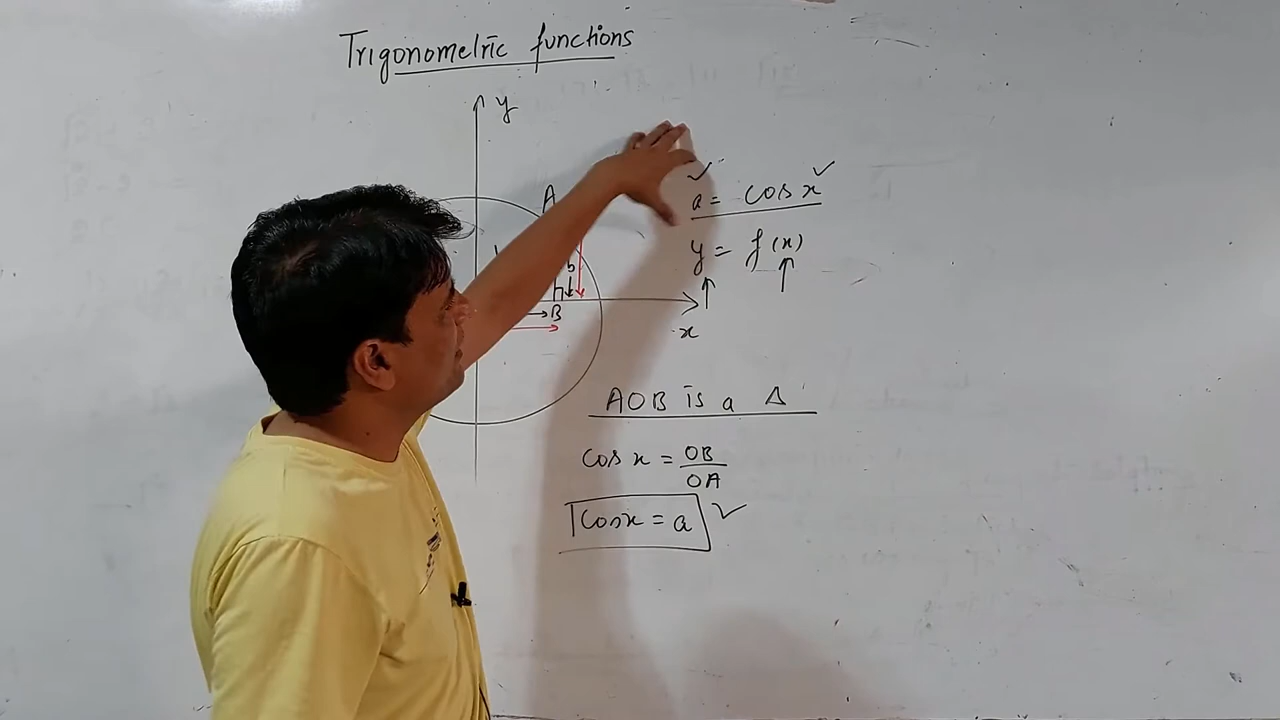 Trigonometric functions
y
A
a = cos x
y = f(x)
b
B
x
AOB is a Δ
cos x = OB/OA
cos x = a